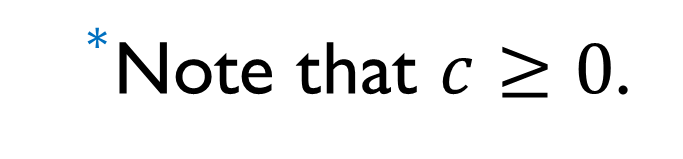 *Note that c ≥ 0.